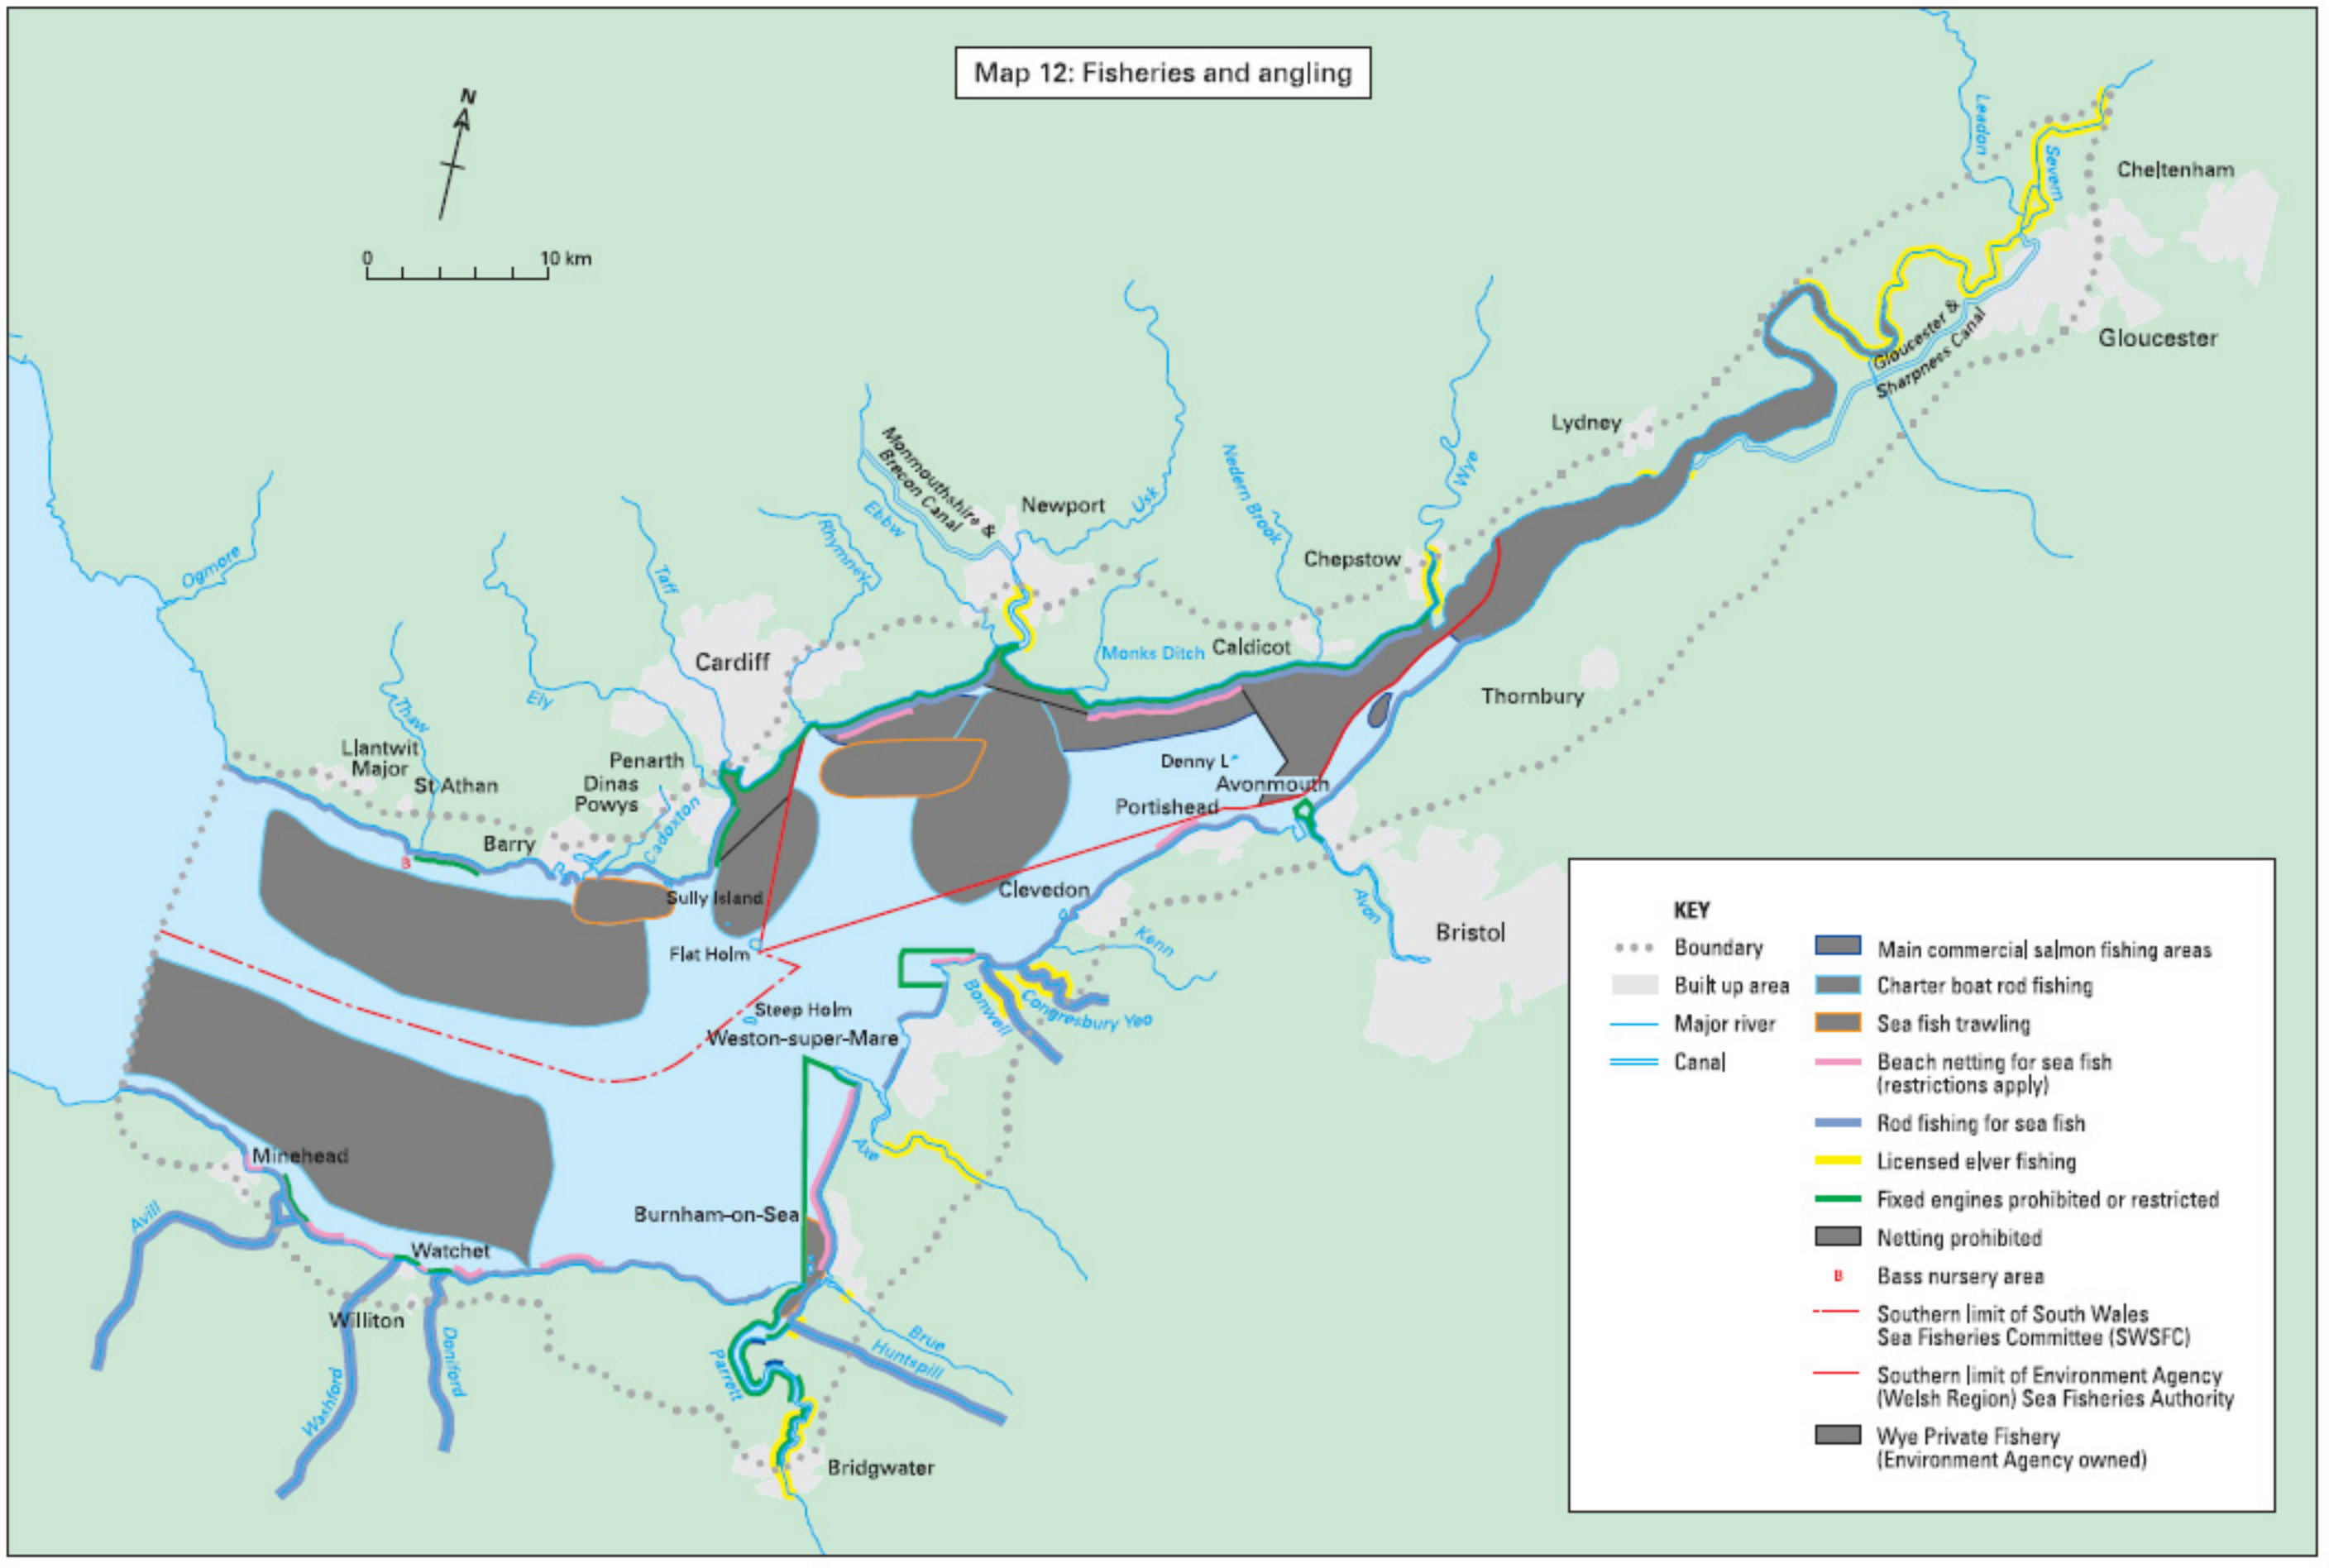 Map 12: Fisheries and angling
N
0
10 km
Leadon
Severn
Cheltenham
Gloucester
Gloucester &
Sharpness Canal
Lydney
Wye
Nedern Brook
Usk
Newport
Monmouthshire &
Brecon Canal
Ebbw
Rhymney
Taff
Ogmore
Chepstow
Caldicot
Monks Ditch
Cardiff
Ely
Thaw
Thornbury
Llantwit
Major
St Athan
Penarth
Dinas
Powys
Cadoxton
Barry
Denny I.
Avonmouth
Portishead
B
Sully Island
Clevedon
Flat Holm
Avon
Bristol
Kenn
Steep Holm
Banwell
Congresbury Yeo
Weston-super-Mare
Axe
Minehead
Avill
Burnham-on-Sea
Watchet
Williton
Washford
Doniford
Parrett
Brue
Huntspill
Bridgwater
KEY
Boundary
Built up area
Major river
Canal
Main commercial salmon fishing areas
Charter boat rod fishing
Sea fish trawling
Beach netting for sea fish
(restrictions apply)
Rod fishing for sea fish
Licensed elver fishing
Fixed engines prohibited or restricted
Netting prohibited
B
Bass nursery area
Southern limit of South Wales
Sea Fisheries Committee (SWSFC)
Southern limit of Environment Agency
(Welsh Region) Sea Fisheries Authority
Wye Private Fishery
(Environment Agency owned)